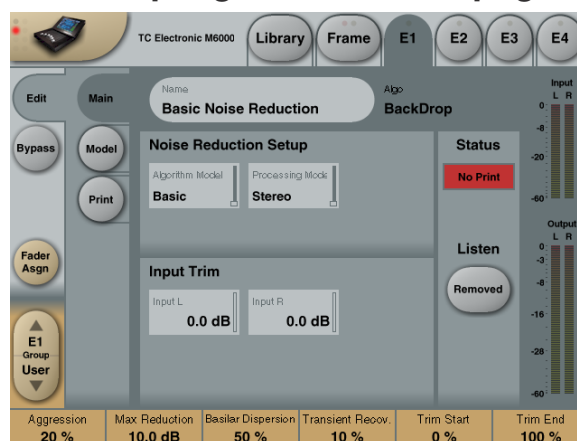 TC Electronic M6000
Library
Frame
E1
E2
E3
E4
Edit
Main
Name
Basic Noise Reduction
Algo
BackDrop
Input
L R
0
-8
-20
-60
Bypass
Model
Print
Noise Reduction Setup
Algorithm Model
Basic
Processing Mode
Stereo
Status
No Print
Output
L R
0
-3
-8
-16
-28
-60
Fader
Asgn
Input Trim
Input L
0.0 dB
Input R
0.0 dB
Listen
Removed
E1
Group
User
Aggression
20 %
Max Reduction
10.0 dB
Basilar Dispersion
50 %
Transient Recov.
10 %
Trim Start
0 %
Trim End
100 %